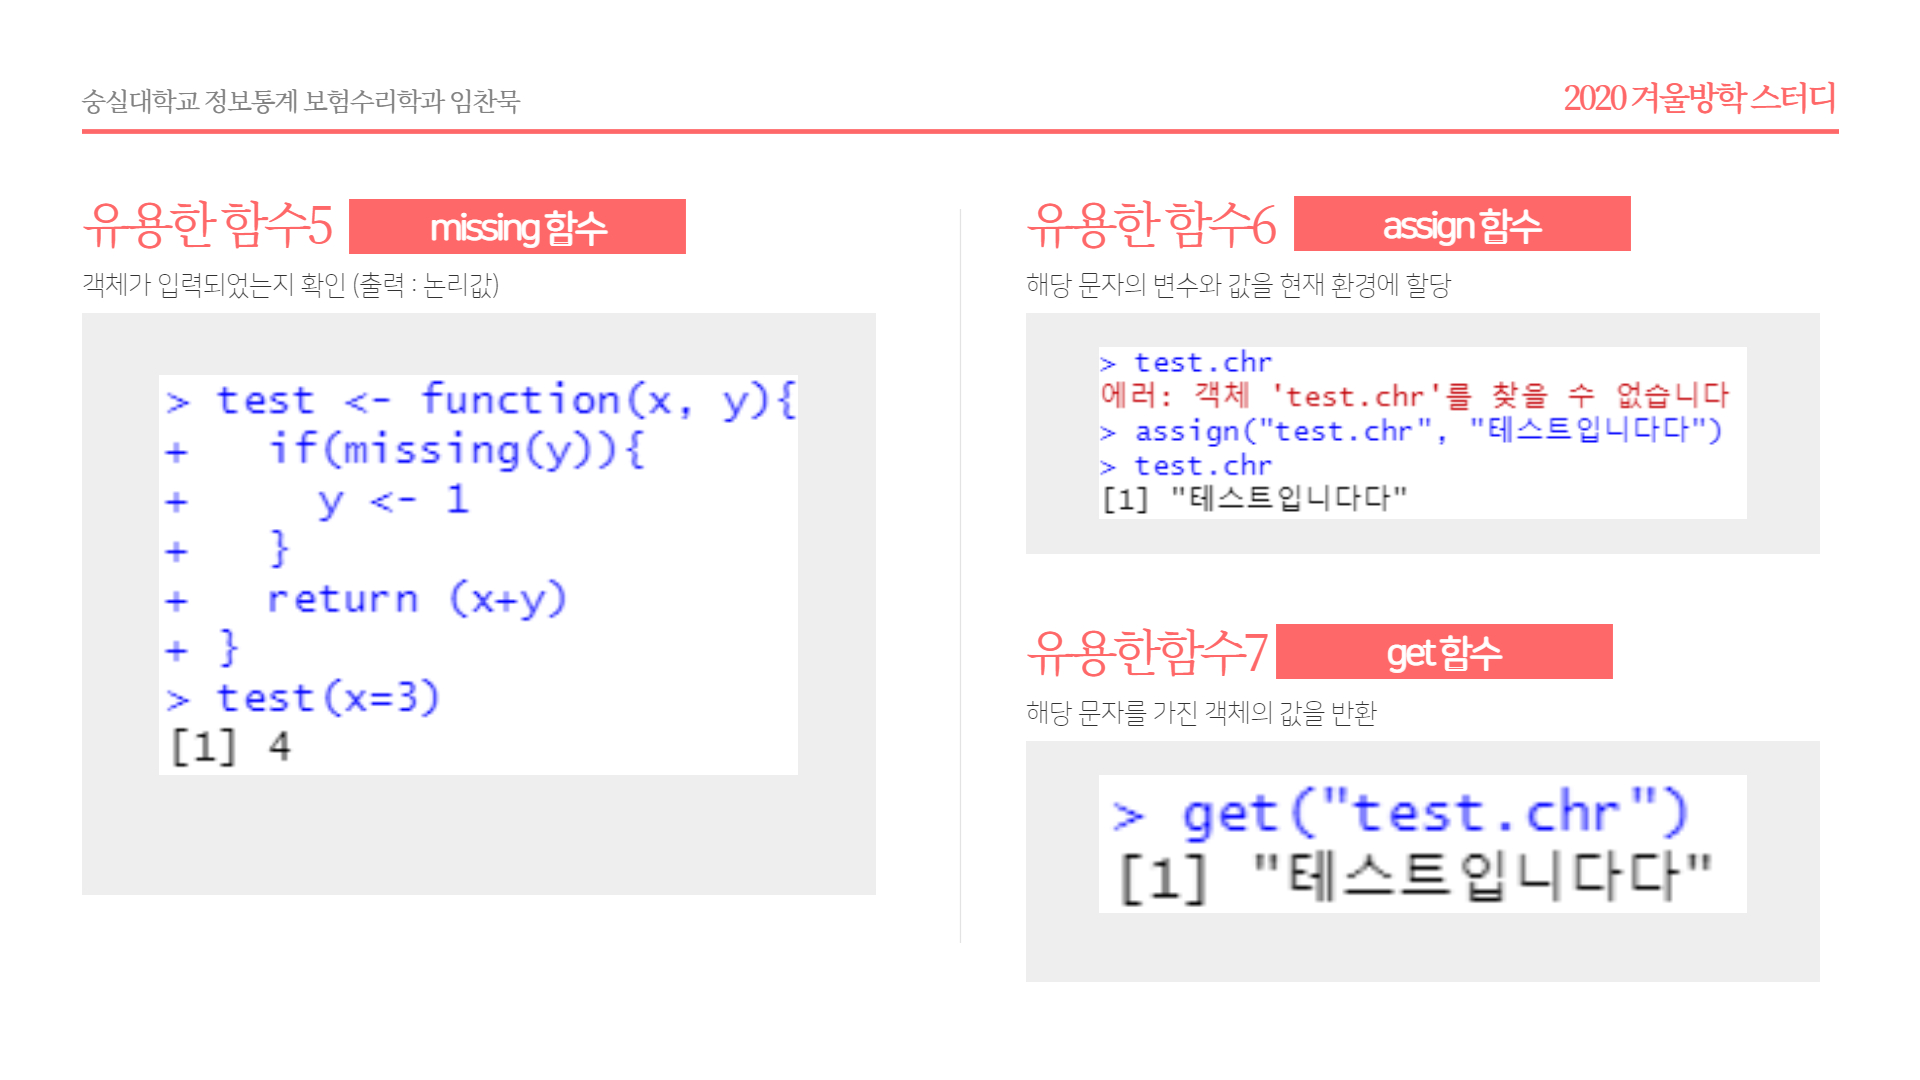 숭실대학교 정보통계 보험수리학과 임찬묵
2020 겨울방학 스터디
유용한 함수5
missing 함수
객체가 입력되었는지 확인 (출력 : 논리값)
> test <- function(x, y){
+   if(missing(y)){
+     y <- 1
+   }
+   return (x+y)
+ }
> test(x=3)
[1] 4
유용한 함수6
assign 함수
해당 문자의 변수와 값을 현재 환경에 할당
> test.chr
에러: 객체 'test.chr'를 찾을 수 없습니다
> assign("test.chr", "테스트입니다다")
> test.chr
[1] "테스트입니다다"
유용한함수7
get 함수
해당 문자를 가진 객체의 값을 반환
> get("test.chr")
[1] "테스트입니다다"